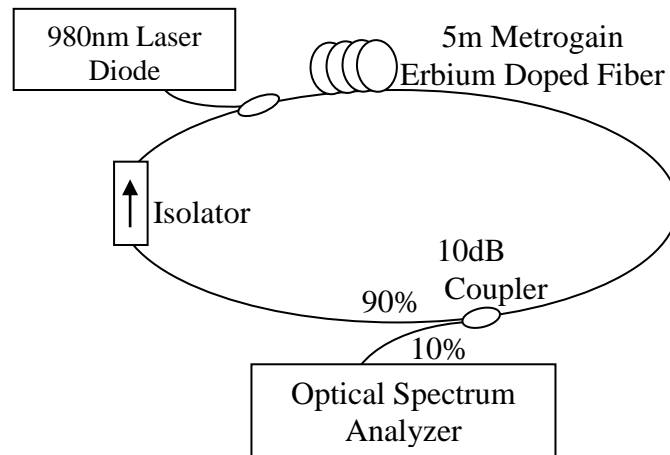 980nm Laser
Diode
5m Metrogain
Erbium Doped Fiber
Isolator
10dB
Coupler
90%
10%
Optical Spectrum
Analyzer